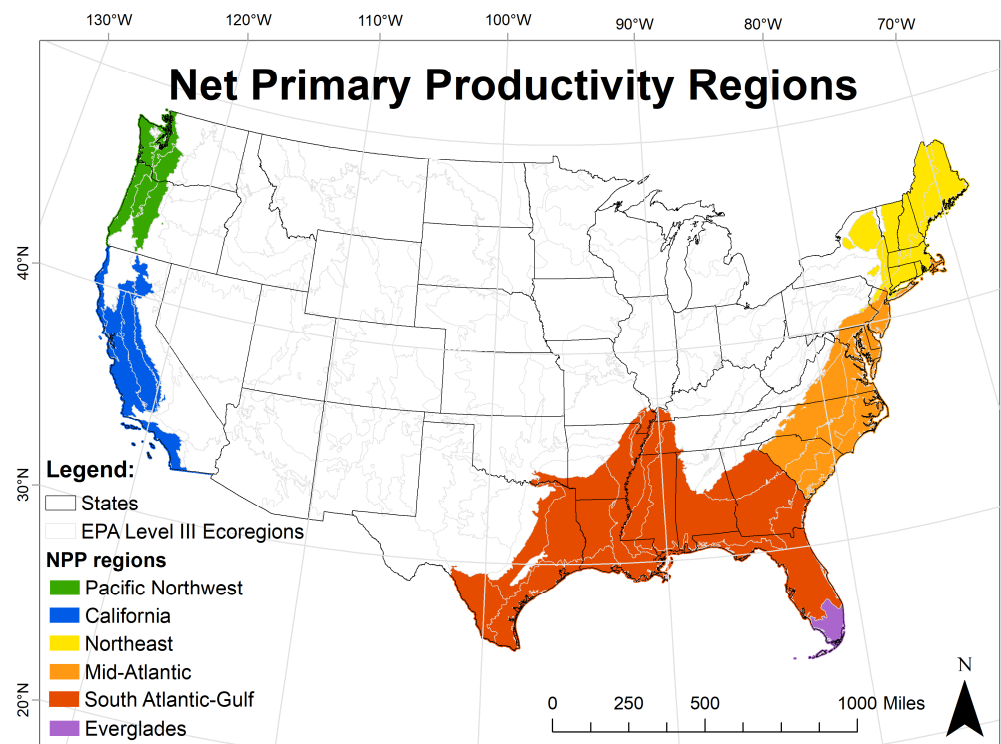 130°W 120°W 110°W 100°W 90°W 80°W 70°W
Net Primary Productivity Regions
40°N
30°N
20°N
Legend:
States
EPA Level III Ecoregions
NPP regions
Pacific Northwest
California
Northeast
Mid-Atlantic
South Atlantic-Gulf
Everglades
N
0 250 500 1000 Miles